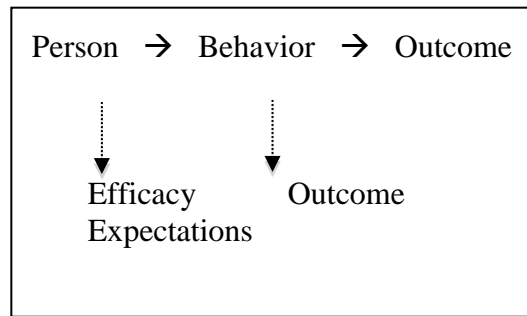 Person → Behavior → Outcome
Efficacy Outcome
Expectations